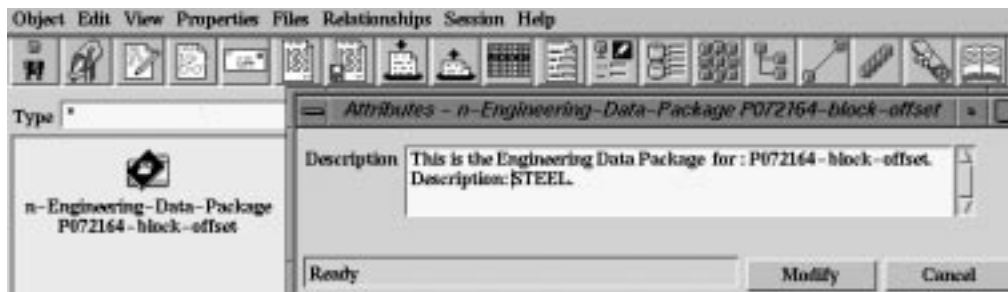 Object Edit View Properties Files Relationships Session Help
Type *
n-Engineering-Data-Package
P072164-block-offset
Attributes - n-Engineering-Data-Package P072164-block-offset
Description This is the Engineering Data Package for : P072164-block-offset.
Description: STEEL.
Ready
Modify Cancel